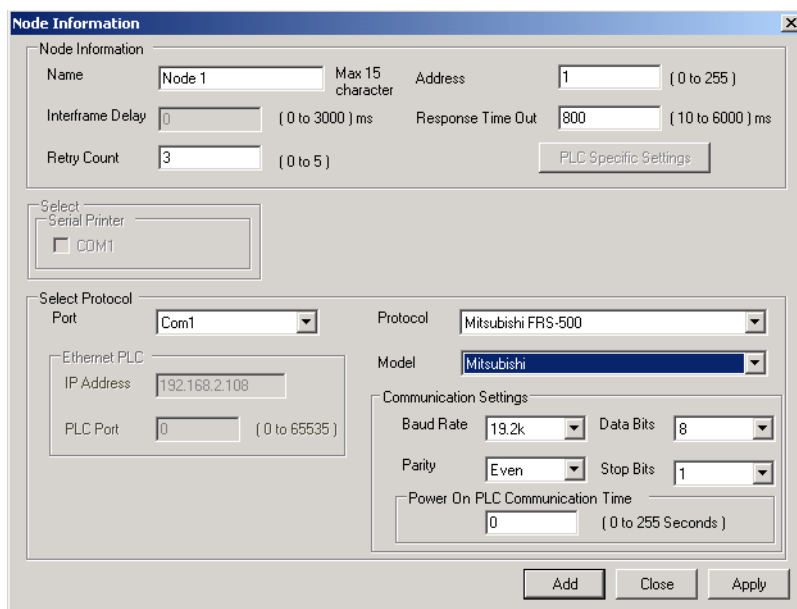 Node Information
Node Information
Name Node 1 Max 15 character Address 1 ( 0 to 255 )
Interframe Delay 0 ( 0 to 3000 ) ms Response Time Out 800 ( 10 to 6000 ) ms
Retry Count 3 ( 0 to 5 ) PLC Specific Settings
Select
Serial Printer
COM1
Select Protocol
Port Com1 Protocol Mitsubishi FRS-500
Ethernet PLC Model Mitsubishi
IP Address 192.168.2.108
Communication Settings
PLC Port 0 ( 0 to 65535 ) Baud Rate 19.2k Data Bits 8
Parity Even Stop Bits 1
Power On PLC Communication Time
0 ( 0 to 255 Seconds )
Add Close Apply